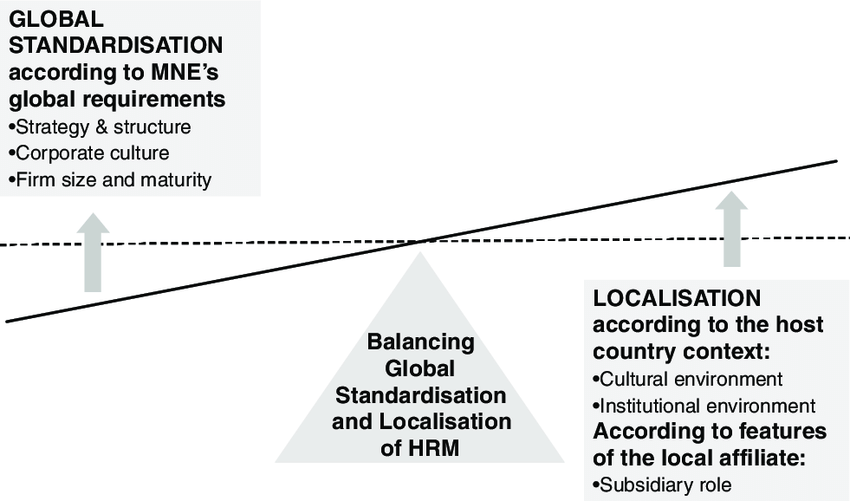 GLOBAL
STANDARDISATION
according to MNE's
global requirements
•Strategy & structure
•Corporate culture
•Firm size and maturity
Balancing
Global
Standardisation
and Localisation
of HRM
LOCALISATION
according to the host
country context:
•Cultural environment
•Institutional environment
According to features
of the local affiliate:
•Subsidiary role